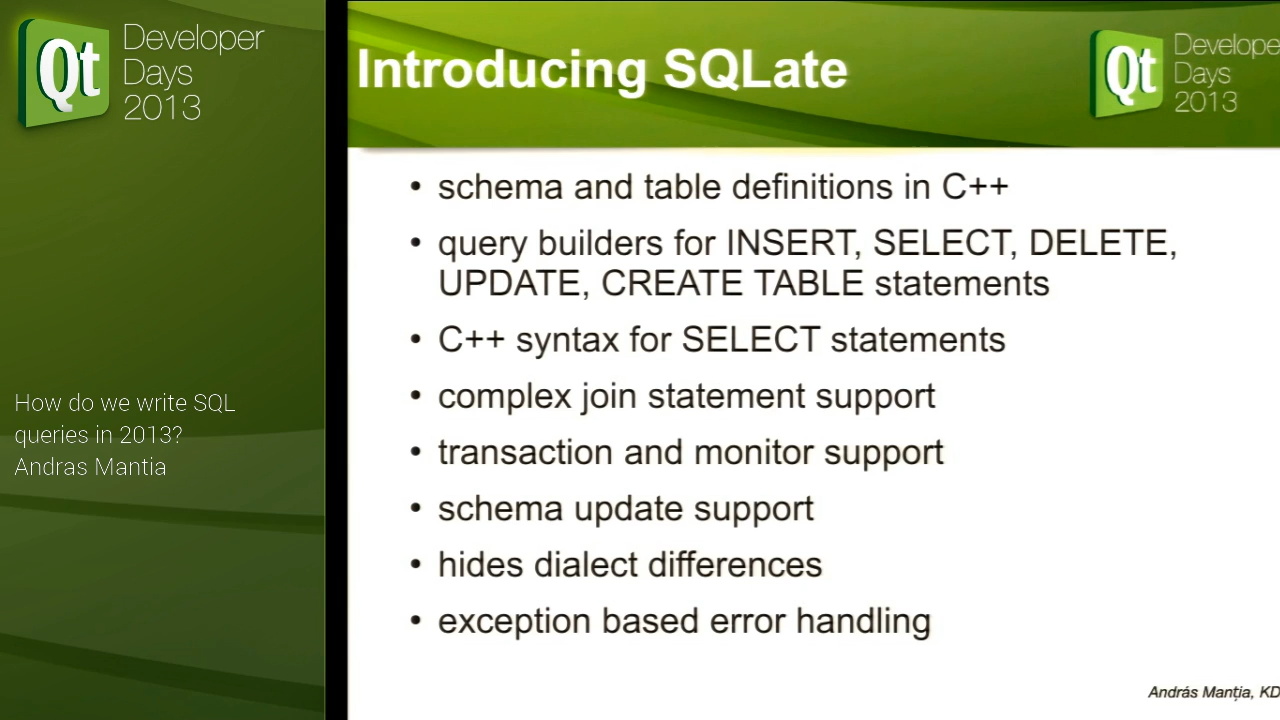 Qt Developer
Days
2013
How do we write SQL
queries in 2013?
Andras Mantia
Introducing SQLate
Qt Develope
Days
2013
• schema and table definitions in C++
• query builders for INSERT, SELECT, DELETE,
UPDATE, CREATE TABLE statements
• C++ syntax for SELECT statements
• complex join statement support
• transaction and monitor support
• schema update support
• hides dialect differences
• exception based error handling
András Manția, KD